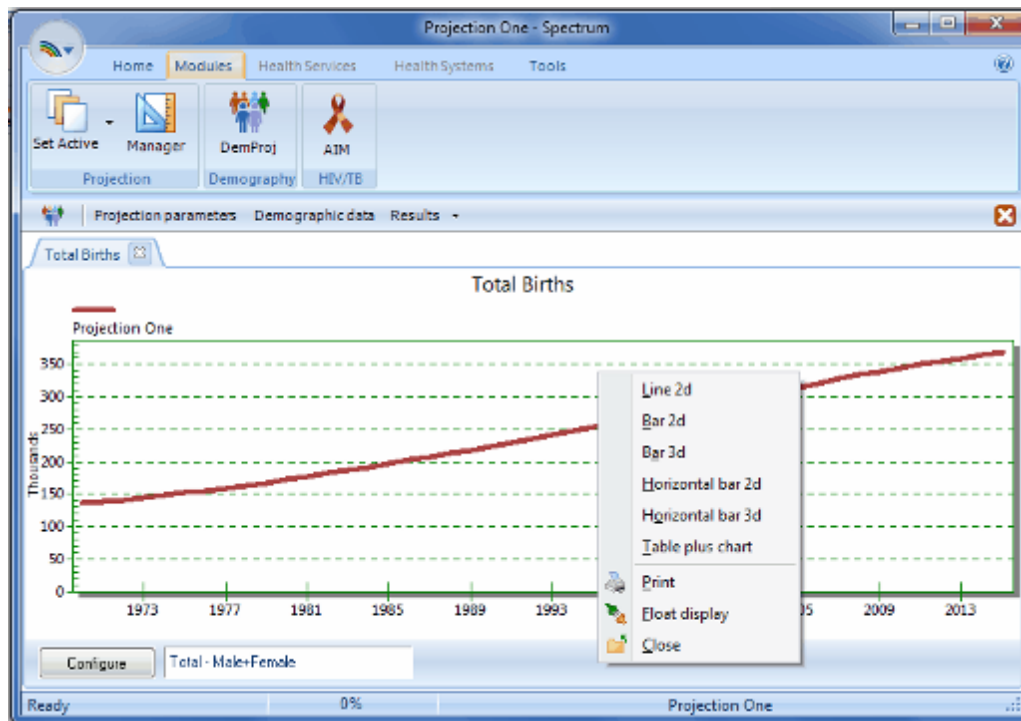 Projection One - Spectrum
Home Modules Health Services Health Systems Tools
Set Active Manager DemProj AIM
Projection Demography HIV/TB
Projection parameters Demographic data Results
Total Births
Total Births
Projection One
350
300
250
200
150
100
50
0
Thousands
1973 1977 1981 1985 1989 1993 05 2009 2013
Line 2d
Bar 2d
Bar 3d
Horizontal bar 2d
Horizontal bar 3d
Table plus chart
Print
Float display
Close
Configure Total - Male+Female
Ready 0% Projection One